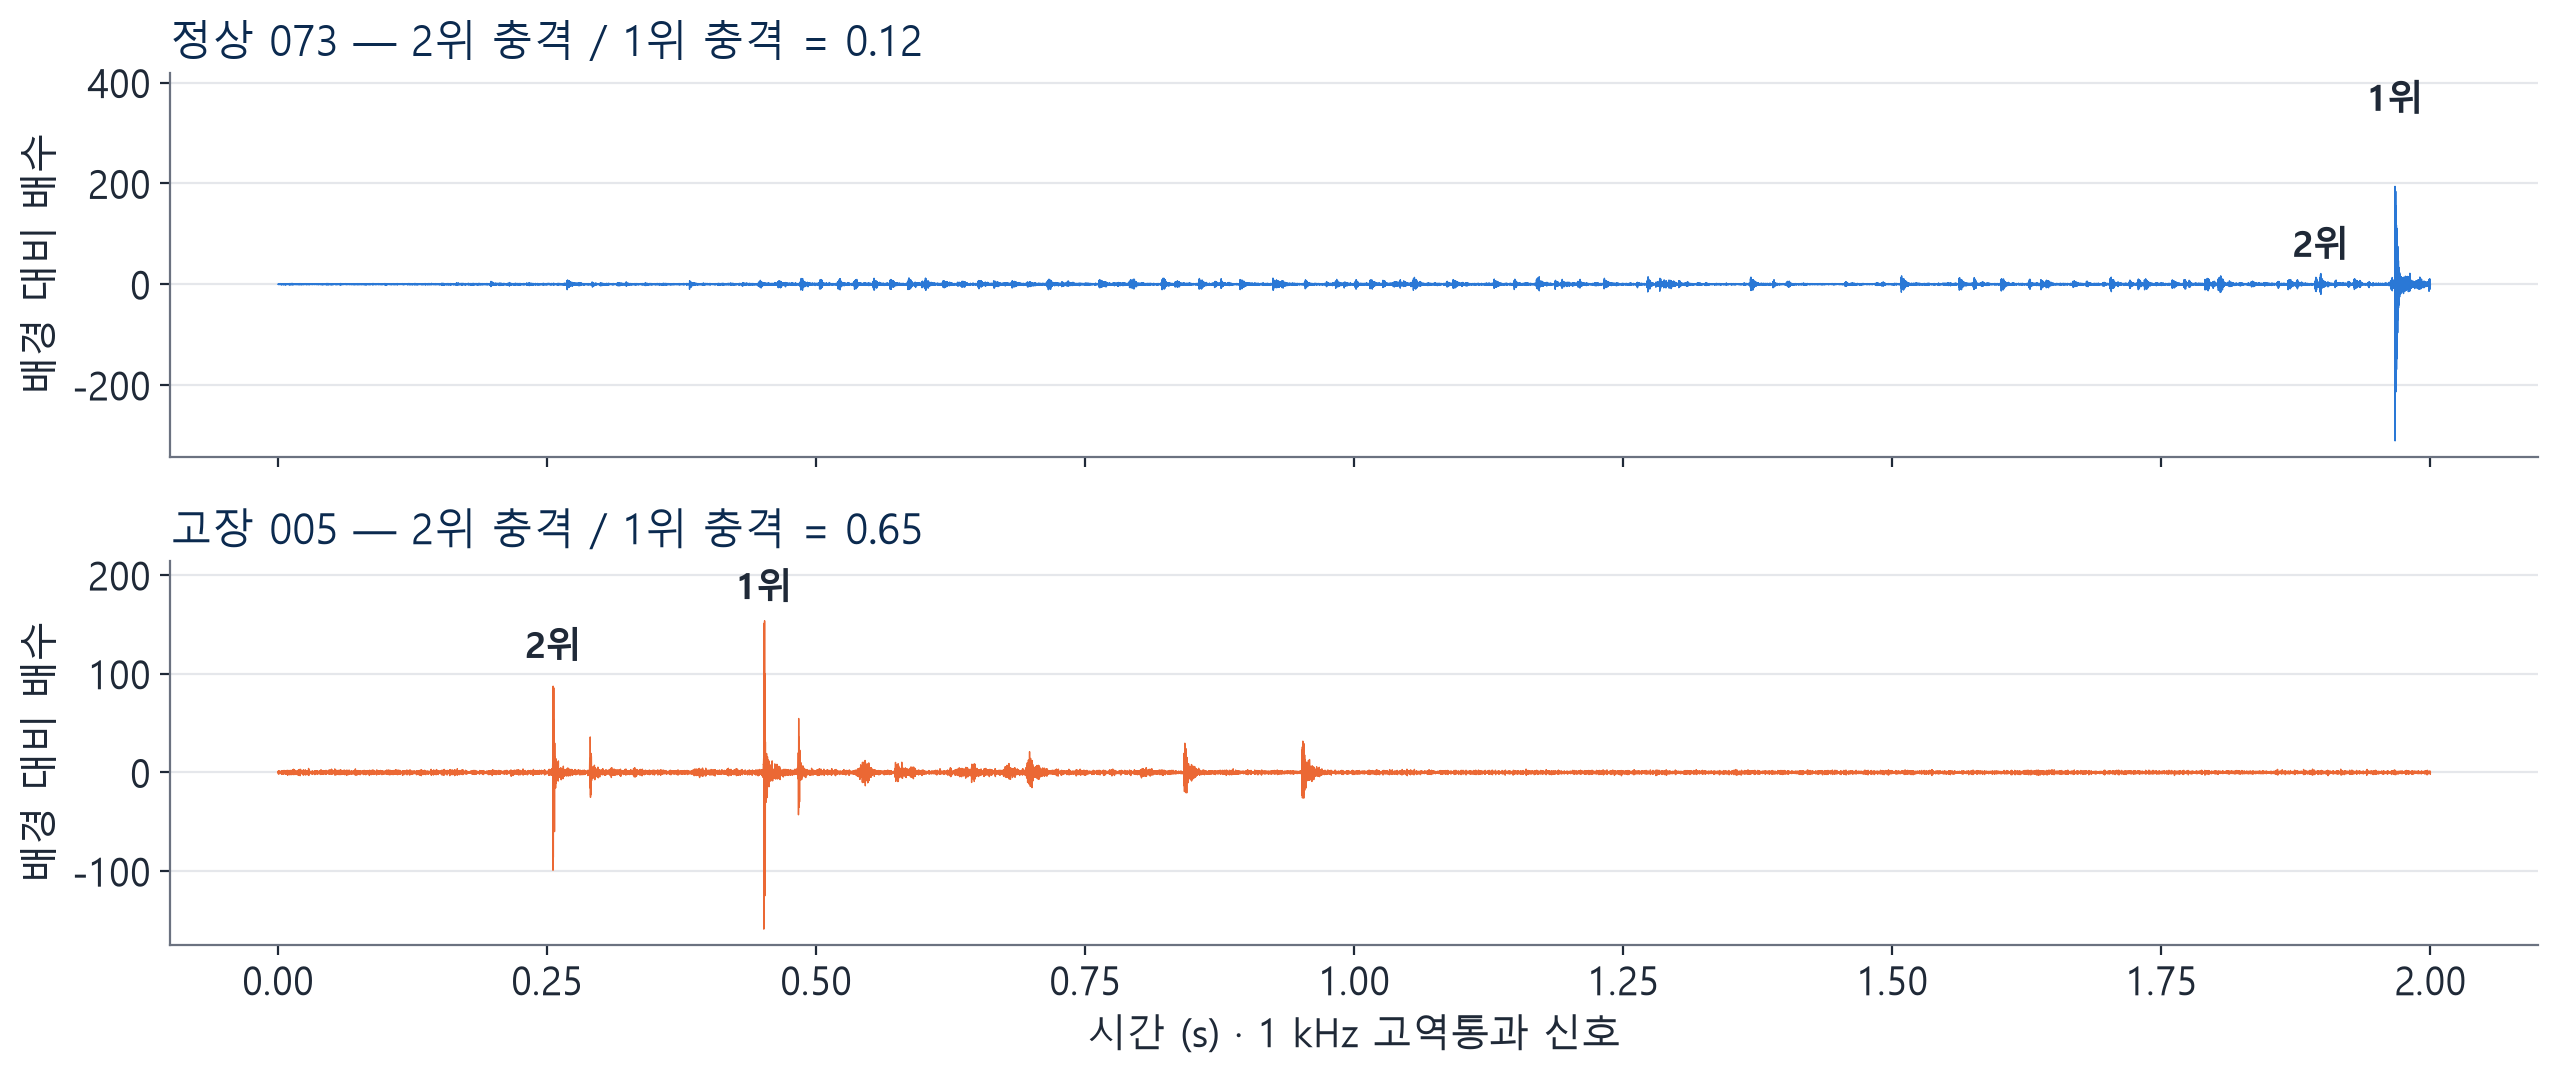 정상 073 — 2위 충격 / 1위 충격 = 0.12
배경 대비 배수
400
200
0
-200
1위
2위
고장 005 — 2위 충격 / 1위 충격 = 0.65
배경 대비 배수
200
100
0
-100
1위
2위
0.00 0.25 0.50 0.75 1.00 1.25 1.50 1.75 2.00
시간 (s) · 1 kHz 고역통과 신호